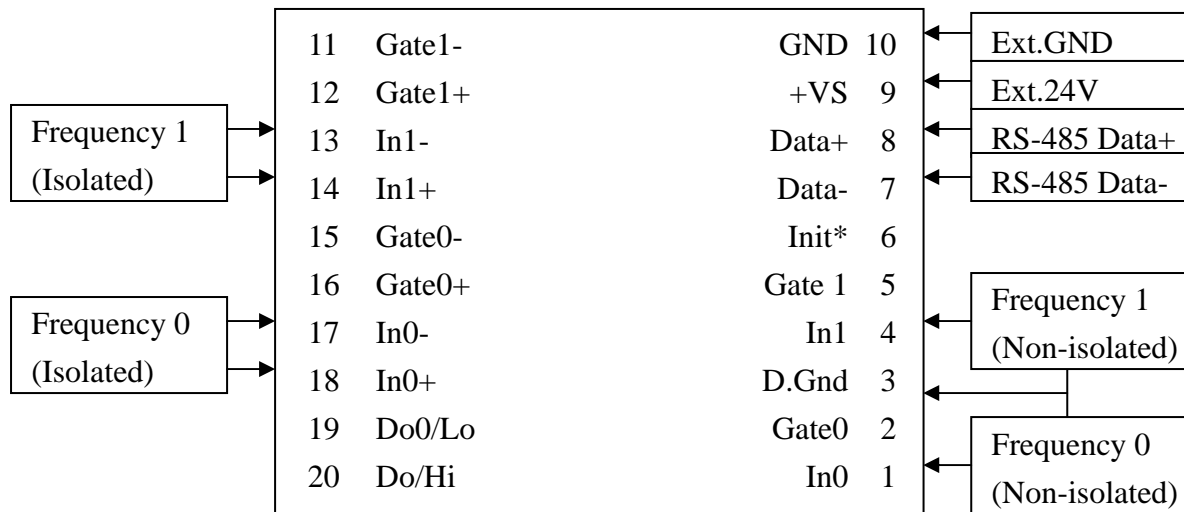 11 Gate1-
12 Gate1+
13 In1-
14 In1+
15 Gate0-
16 Gate0+
17 In0-
18 In0+
19 Do0/Lo
20 Do/Hi
GND 10
+VS 9
Data+ 8
Data- 7
Init* 6
Gate 1 5
In1 4
D.Gnd 3
Gate0 2
In0 1
Frequency 1
(Isolated)
Frequency 0
(Isolated)
Ext.GND
Ext.24V
RS-485 Data+
RS-485 Data-
Frequency 1
(Non-isolated)
Frequency 0
(Non-isolated)